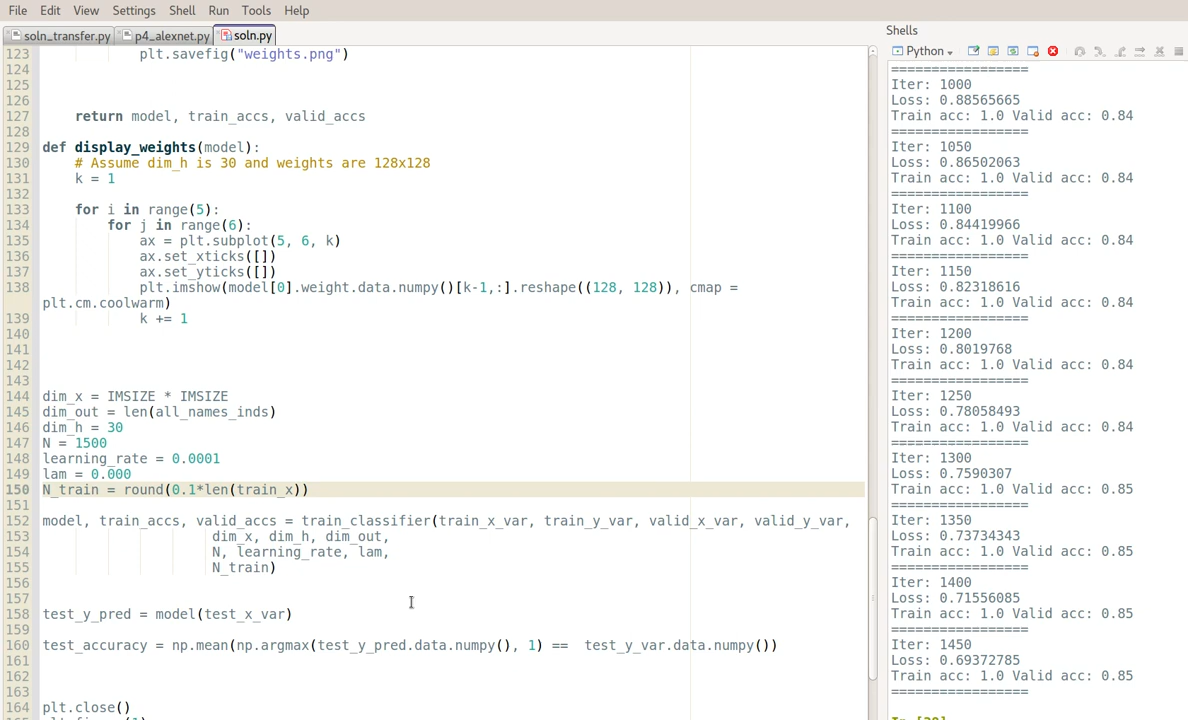 File Edit View Settings Shell Run Tools Help
soln_transfer.py p4_alexnet.py soln.py
123 plt.savefig("weights.png")
124
125
126
127 return model, train_accs, valid_accs
128
129 def display_weights(model):
130 # Assume dim_h is 30 and weights are 128x128
131 k = 1
132
133 for i in range(5):
134 for j in range(6):
135 ax = plt.subplot(5, 6, k)
136 ax.set_xticks([])
137 ax.set_yticks([])
138 plt.imshow(model[0].weight.data.numpy()[k-1,:].reshape((128, 128)), cmap =
plt.cm.coolwarm)
139 k += 1
140
141
142
143
144 dim_x = IMSIZE * IMSIZE
145 dim_out = len(all_names_inds)
146 dim_h = 30
147 N = 1500
148 learning_rate = 0.0001
149 lam = 0.000
150 N_train = round(0.1*len(train_x))
151
152 model, train_accs, valid_accs = train_classifier(train_x_var, train_y_var, valid_x_var, valid_y_var,
153 dim_x, dim_h, dim_out,
154 N, learning_rate, lam,
155 N_train)
156
157
158 test_y_pred = model(test_x_var)
159
160 test_accuracy = np.mean(np.argmax(test_y_pred.data.numpy(), 1) ==  test_y_var.data.numpy())
161
162
163
164 plt.close()
Shells
Python
=================
Iter: 1000
Loss: 0.88565665
Train acc: 1.0 Valid acc: 0.84
=================
Iter: 1050
Loss: 0.86502063
Train acc: 1.0 Valid acc: 0.84
=================
Iter: 1100
Loss: 0.84419966
Train acc: 1.0 Valid acc: 0.84
=================
Iter: 1150
Loss: 0.82318616
Train acc: 1.0 Valid acc: 0.84
=================
Iter: 1200
Loss: 0.8019768
Train acc: 1.0 Valid acc: 0.84
=================
Iter: 1250
Loss: 0.78058493
Train acc: 1.0 Valid acc: 0.84
=================
Iter: 1300
Loss: 0.7590307
Train acc: 1.0 Valid acc: 0.85
=================
Iter: 1350
Loss: 0.73734343
Train acc: 1.0 Valid acc: 0.85
=================
Iter: 1400
Loss: 0.71556085
Train acc: 1.0 Valid acc: 0.85
=================
Iter: 1450
Loss: 0.69372785
Train acc: 1.0 Valid acc: 0.85
=================